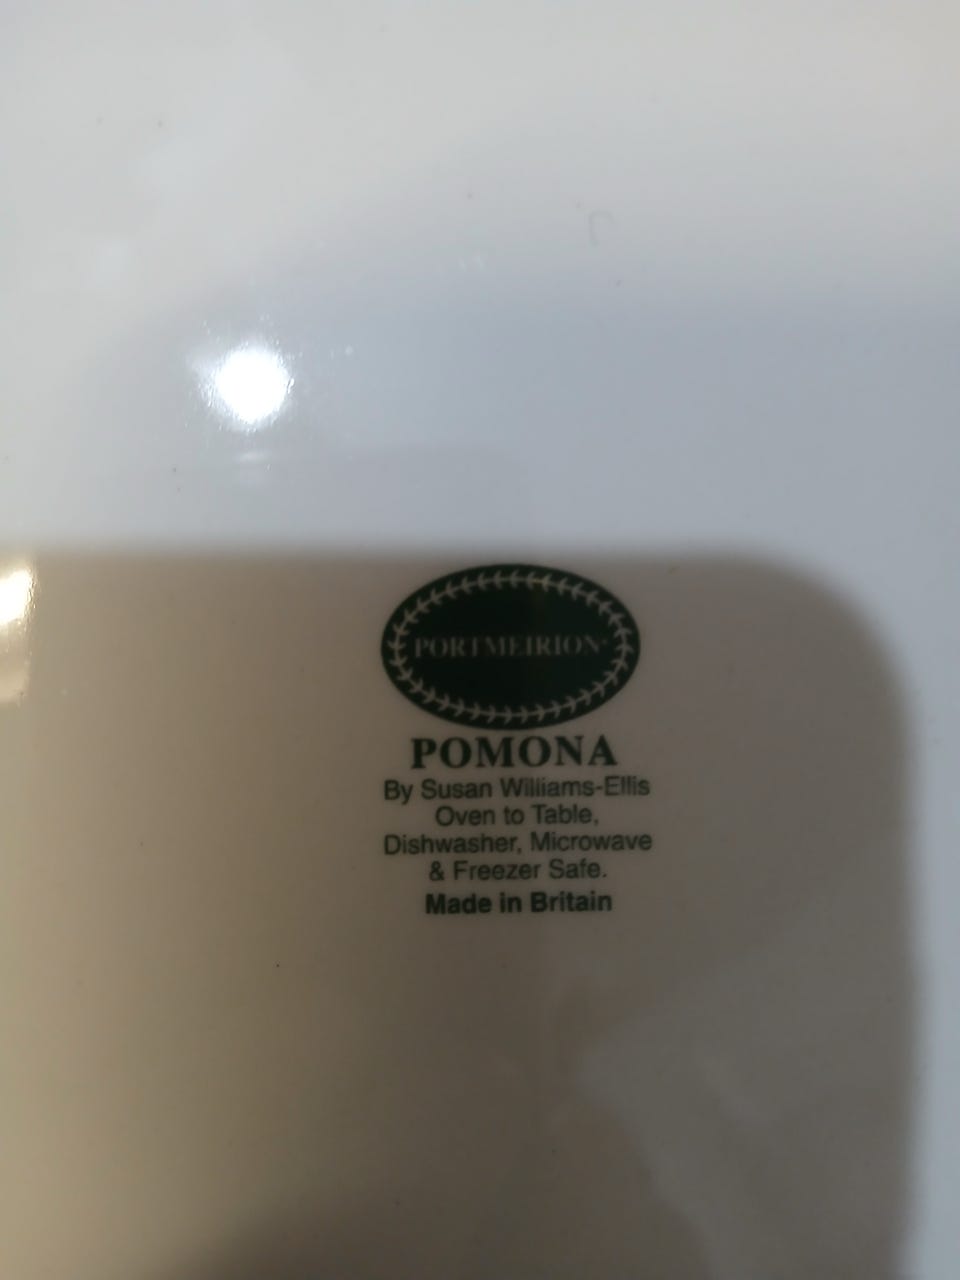 PORTMEIRION®
POMONA
By Susan Williams-Ellis
Oven to Table,
Dishwasher, Microwave
& Freezer Safe.
Made in Britain